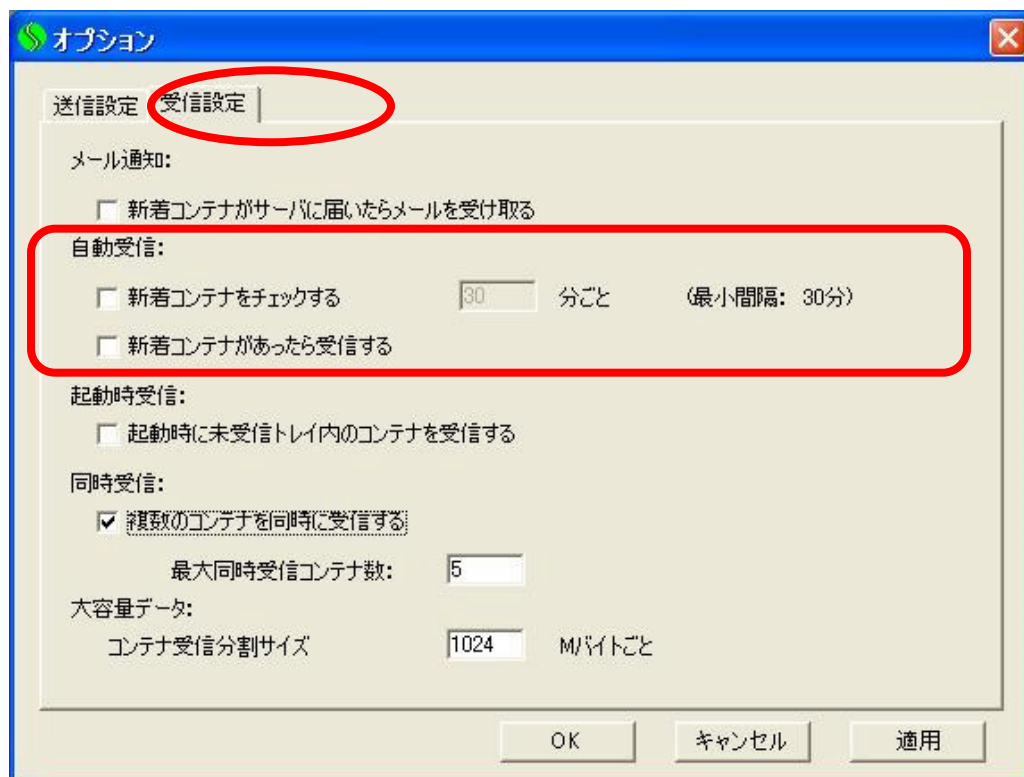 オプション
送信設定 受信設定
メール通知:
新着コンテナがサーバに届いたらメールを受け取る
自動受信:
新着コンテナをチェックする 30 分ごと (最小間隔: 30分)
新着コンテナがあったら受信する
起動時受信:
起動時に未受信トレイ内のコンテナを受信する
同時受信:
複数のコンテナを同時に受信する
最大同時受信コンテナ数: 5
大容量データ:
コンテナ受信分割サイズ 1024 Mバイトごと
OK キャンセル 適用